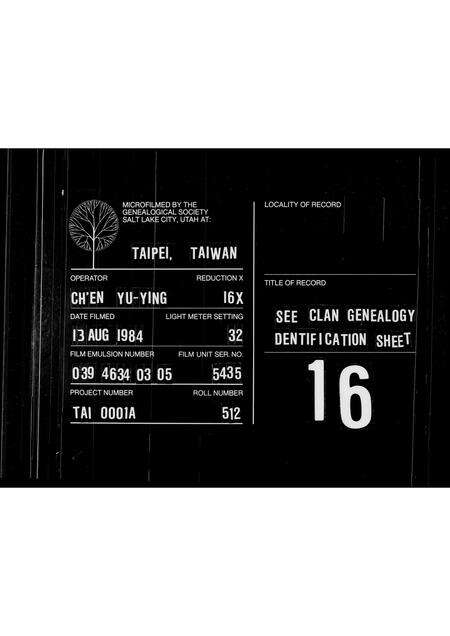 MICROFILMED BY THE
GENEALOGICAL SOCIETY
SALT LAKE CITY, UTAH AT:
TAIPEI, TAIWAN
OPERATOR REDUCTION X
CH'EN YU-YING 16X
DATE FILMED LIGHT METER SETTING
13 AUG 1984 32
FILM EMULSION NUMBER FILM UNIT SER. NO.
039 4634 03 05 5435
PROJECT NUMBER ROLL NUMBER
TAI 0001A 512
LOCALITY OF RECORD
TITLE OF RECORD
SEE CLAN GENEALOGY
DENTIFICATION SHEET
16